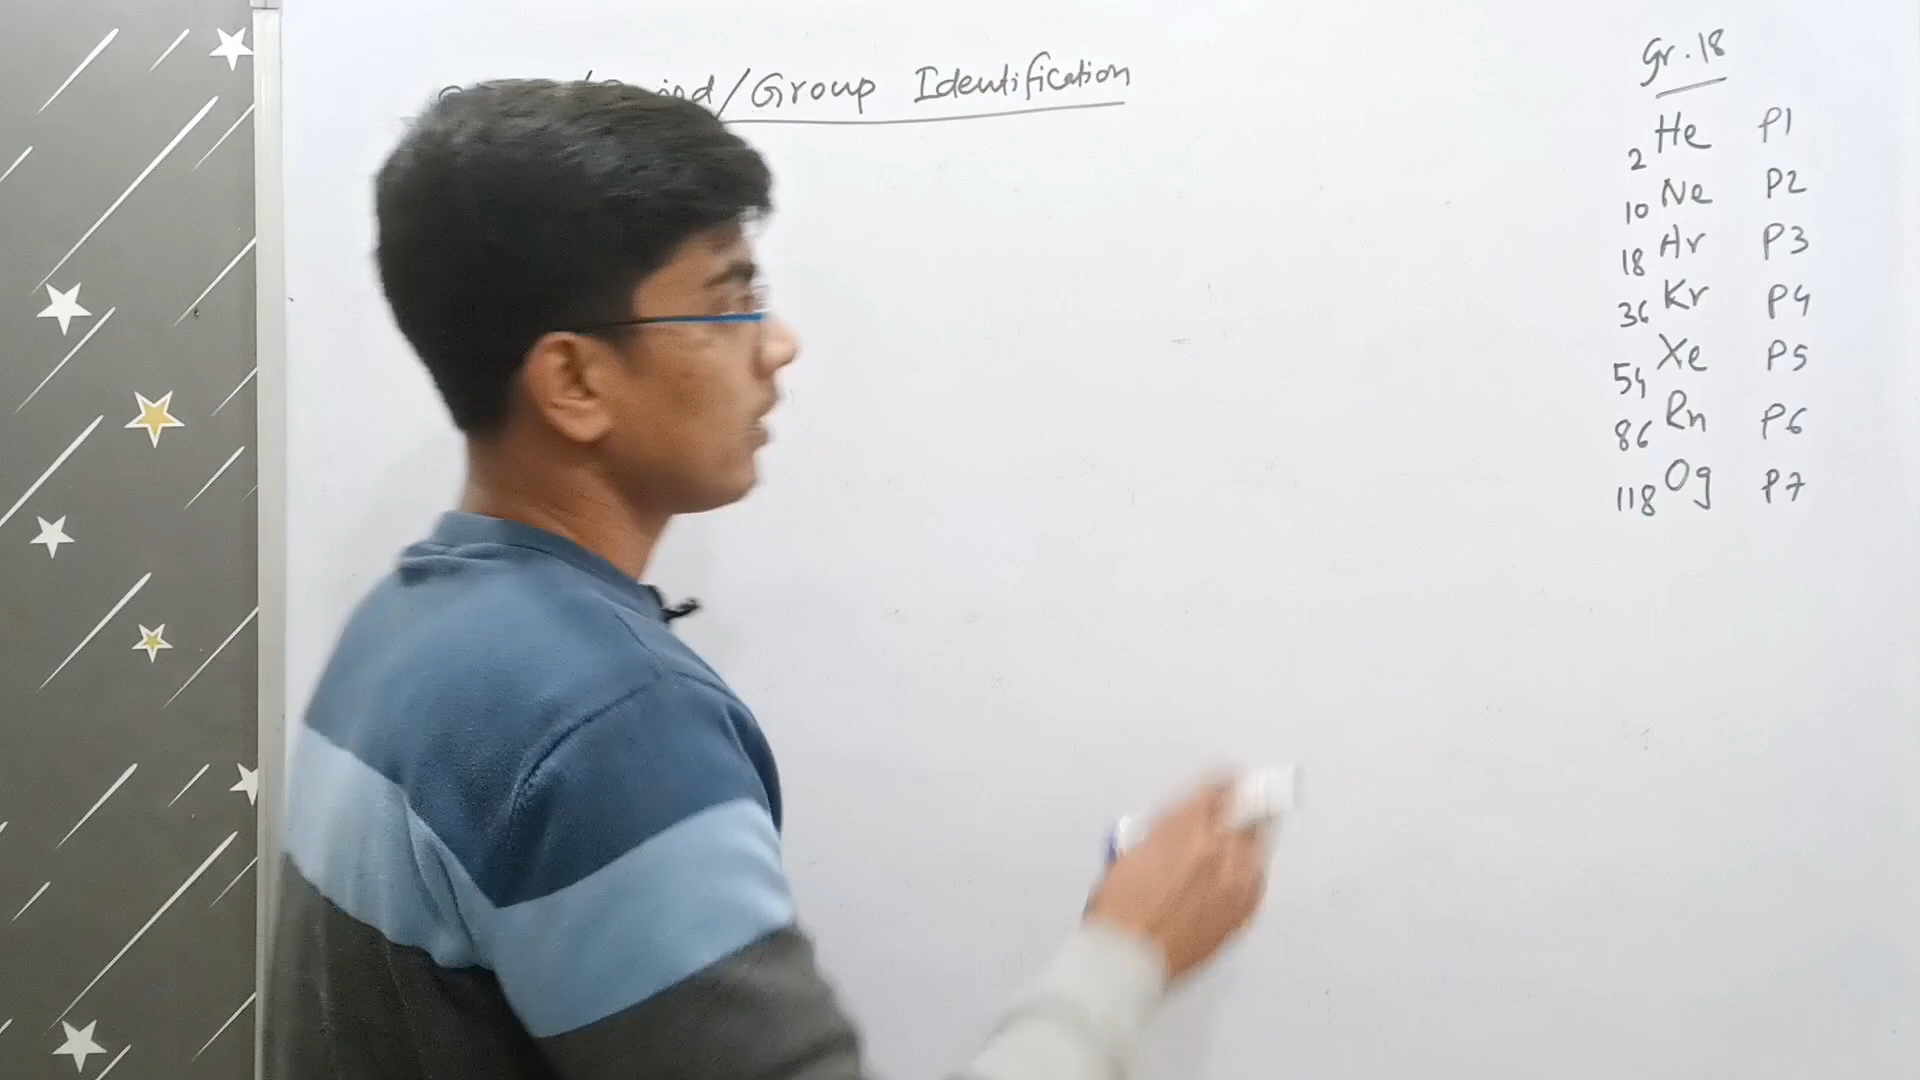 /Group Identification
Gr.18
2 He P1
10 Ne P2
18 Ar P3
36 Kr P4
54 Xe P5
86 Rn P6
118 Og P7